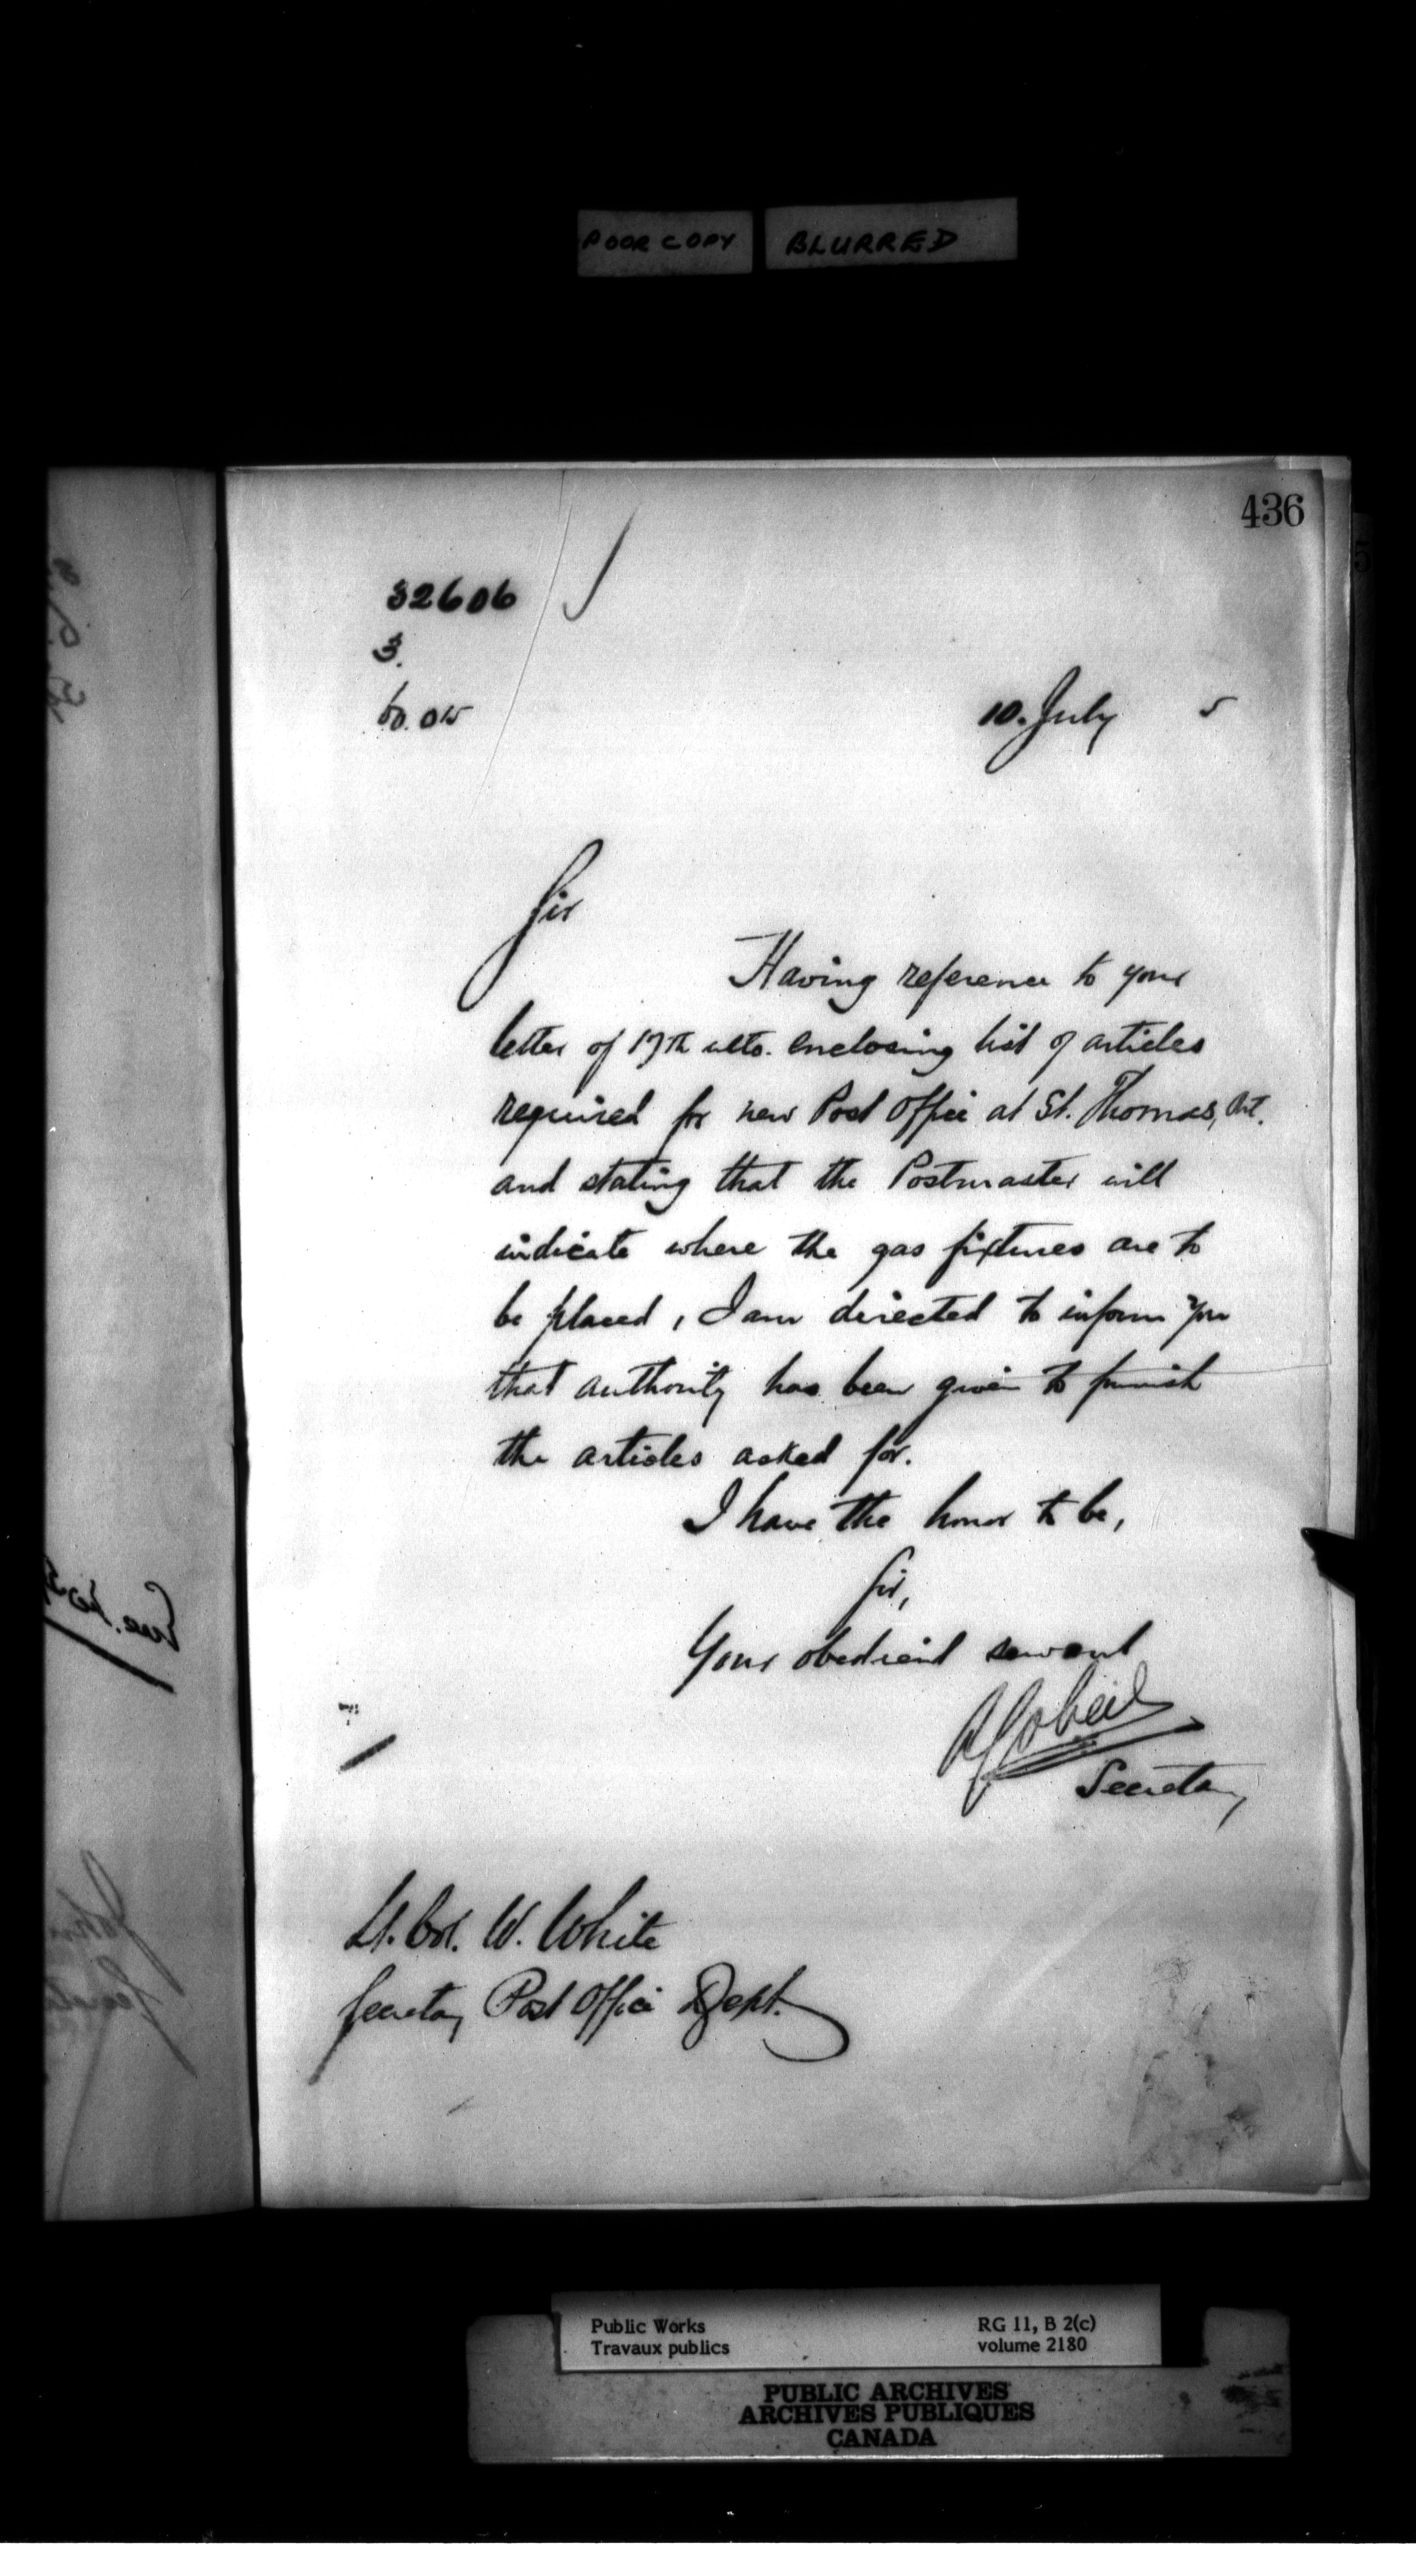 POOR COPY BLURRED
436
32606
3.
10. July 5
Sir
Having reference to your
letter of 17th ulto. enclosing list of articles
required for new Post Office at St. Thomas, Ont.
and stating that the Postmaster will
indicate where the gas fixtures are to
be placed, I am directed to inform you
that authority has been given to furnish
the articles asked for.
I have the honor to be,
Sir,
Your obedient servant
A Gobeil
Secretary
Lt. Col. W. White
Secretary Post Office Dept.
Public Works
Travaux publics
RG 11, B 2(c)
volume 2180
PUBLIC ARCHIVES
ARCHIVES PUBLIQUES
CANADA